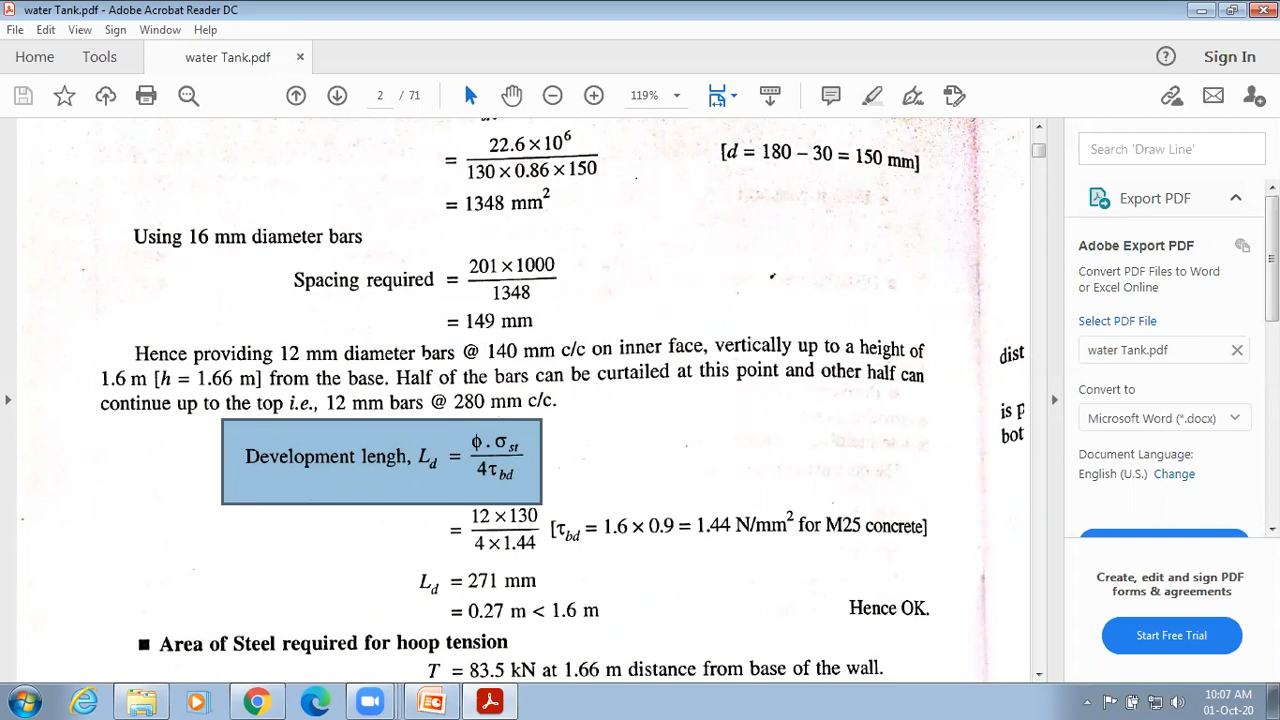 water Tank.pdf - Adobe Acrobat Reader DC
File Edit View Sign Window Help
Home Tools water Tank.pdf × Sign In
2 / 71 119%
= 22.6 × 10⁶ / 130 × 0.86 × 150 [d = 180 – 30 = 150 mm]
= 1348 mm²
Using 16 mm diameter bars
Spacing required = 201 × 1000 / 1348
= 149 mm
Hence providing 12 mm diameter bars @ 140 mm c/c on inner face, vertically up to a height of
1.6 m [h = 1.66 m] from the base. Half of the bars can be curtailed at this point and other half can
continue up to the top i.e., 12 mm bars @ 280 mm c/c.
Development lengh, L_d = ϕ . σ_st / 4τ_bd
= 12 × 130 / 4 × 1.44 [τ_bd = 1.6 × 0.9 = 1.44 N/mm² for M25 concrete]
L_d = 271 mm
= 0.27 m < 1.6 m Hence OK.
■ Area of Steel required for hoop tension
T = 83.5 kN at 1.66 m distance from base of the wall.
dist
is p
bot
Search 'Draw Line'
Export PDF
Adobe Export PDF
Convert PDF Files to Word
or Excel Online
Select PDF File
water Tank.pdf
Convert to
Microsoft Word (*.docx)
Document Language:
English (U.S.) Change
Create, edit and sign PDF
forms & agreements
Start Free Trial
10:07 AM
01-Oct-20